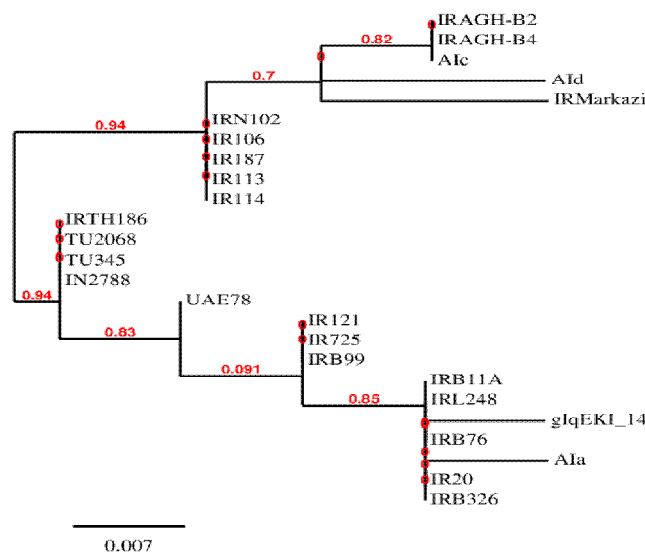 IRAGH-B2
0.82
IRAGH-B4
AIc
0.7
AId
IRMarkazi
IRN102
0.94
IR106
IR187
IR113
IR114
IRTH186
TU2068
TU345
IN2788
0.94
UAE78
0.83
IR121
IR725
IRB99
0.091
IRB11A
0.85
IRL248
gIqEKI_14
IRB76
AIa
IR20
IRB326
0.007